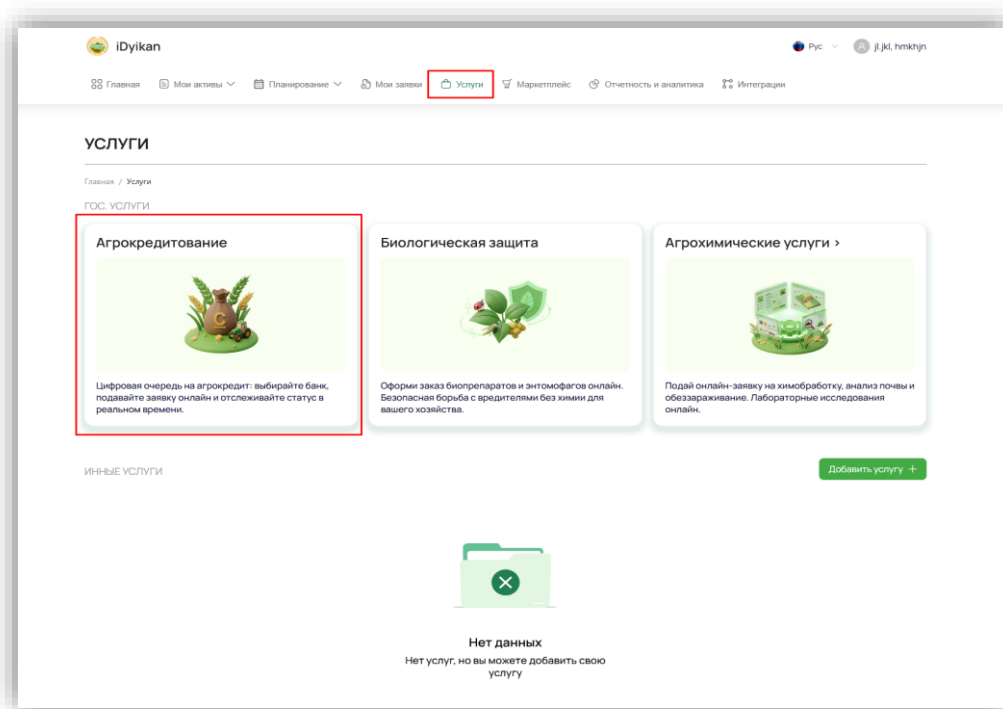 iDyikan
Рус
jl.jkl, hmkhjn
Главная
Мои активы
Планирование
Мои заявки
Услуги
Маркетплейс
Отчетность и аналитика
Интеграции
УСЛУГИ
Главная / Услуги
ГОС. УСЛУГИ
Агрокредитование
Цифровая очередь на агрокредит: выбирайте банк,
подавайте заявку онлайн и отслеживайте статус в
реальном времени.
Биологическая защита
Оформи заказ биопрепаратов и энтомофагов онлайн.
Безопасная борьба с вредителями без химии для
вашего хозяйства.
Агрохимические услуги >
Подай онлайн-заявку на химобработку, анализ почвы и
обеззараживание. Лабораторные исследования
онлайн.
ИННЫЕ УСЛУГИ
Добавить услугу +
Нет данных
Нет услуг, но вы можете добавить свою
услугу